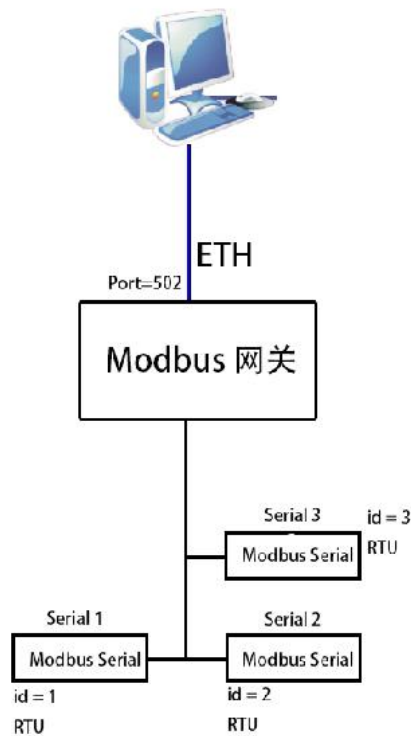 ETH
Port=502
Modbus 网关
Serial 3
id = 3
Modbus Serial
RTU
Serial 1
Modbus Serial
id = 1
RTU
Serial 2
Modbus Serial
id = 2
RTU